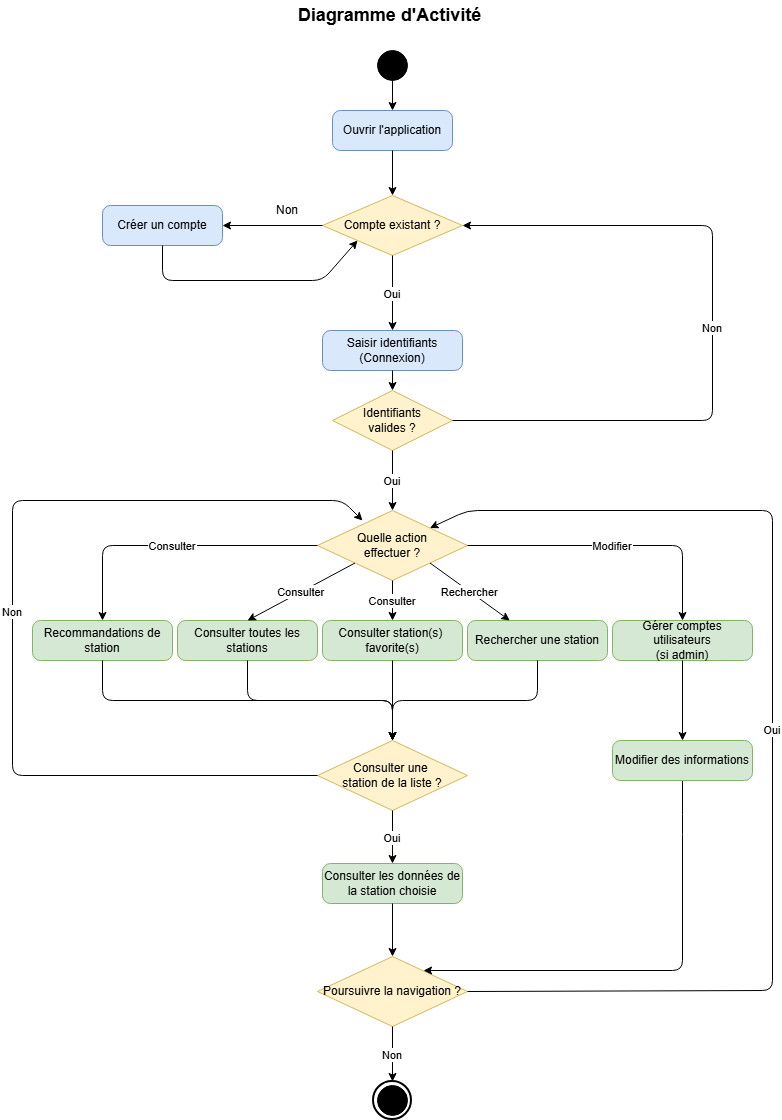 Diagramme d'Activité
Ouvrir l'application
Non
Créer un compte
Compte existant ?
Oui
Saisir identifiants
(Connexion)
Non
Identifiants
valides ?
Oui
Quelle action
effectuer ?
Consulter
Modifier
Consulter
Consulter
Rechercher
Non
Recommandations de
station
Consulter toutes les
stations
Consulter station(s)
favorite(s)
Rechercher une station
Gérer comptes
utilisateurs
(si admin)
Oui
Consulter une
station de la liste ?
Modifier des informations
Oui
Consulter les données de
la station choisie
Poursuivre la navigation ?
Non